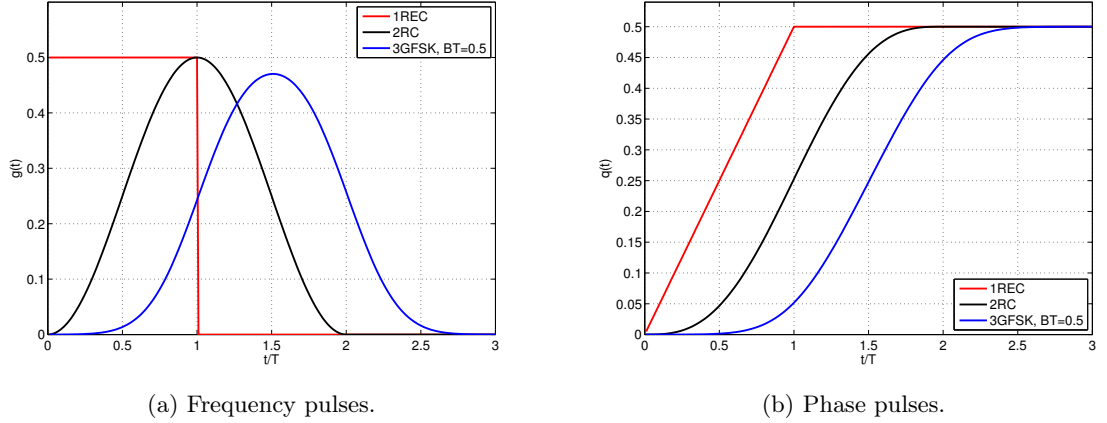 1REC
2RC
3GFSK, BT=0.5
0.5
0.4
0.3
0.2
0.1
0
g(t)
0 0.5 1 1.5 2 2.5 3
t/T
(a) Frequency pulses.
0.5
0.45
0.4
0.35
0.3
0.25
0.2
0.15
0.1
0.05
0
q(t)
1REC
2RC
3GFSK, BT=0.5
0 0.5 1 1.5 2 2.5 3
t/T
(b) Phase pulses.